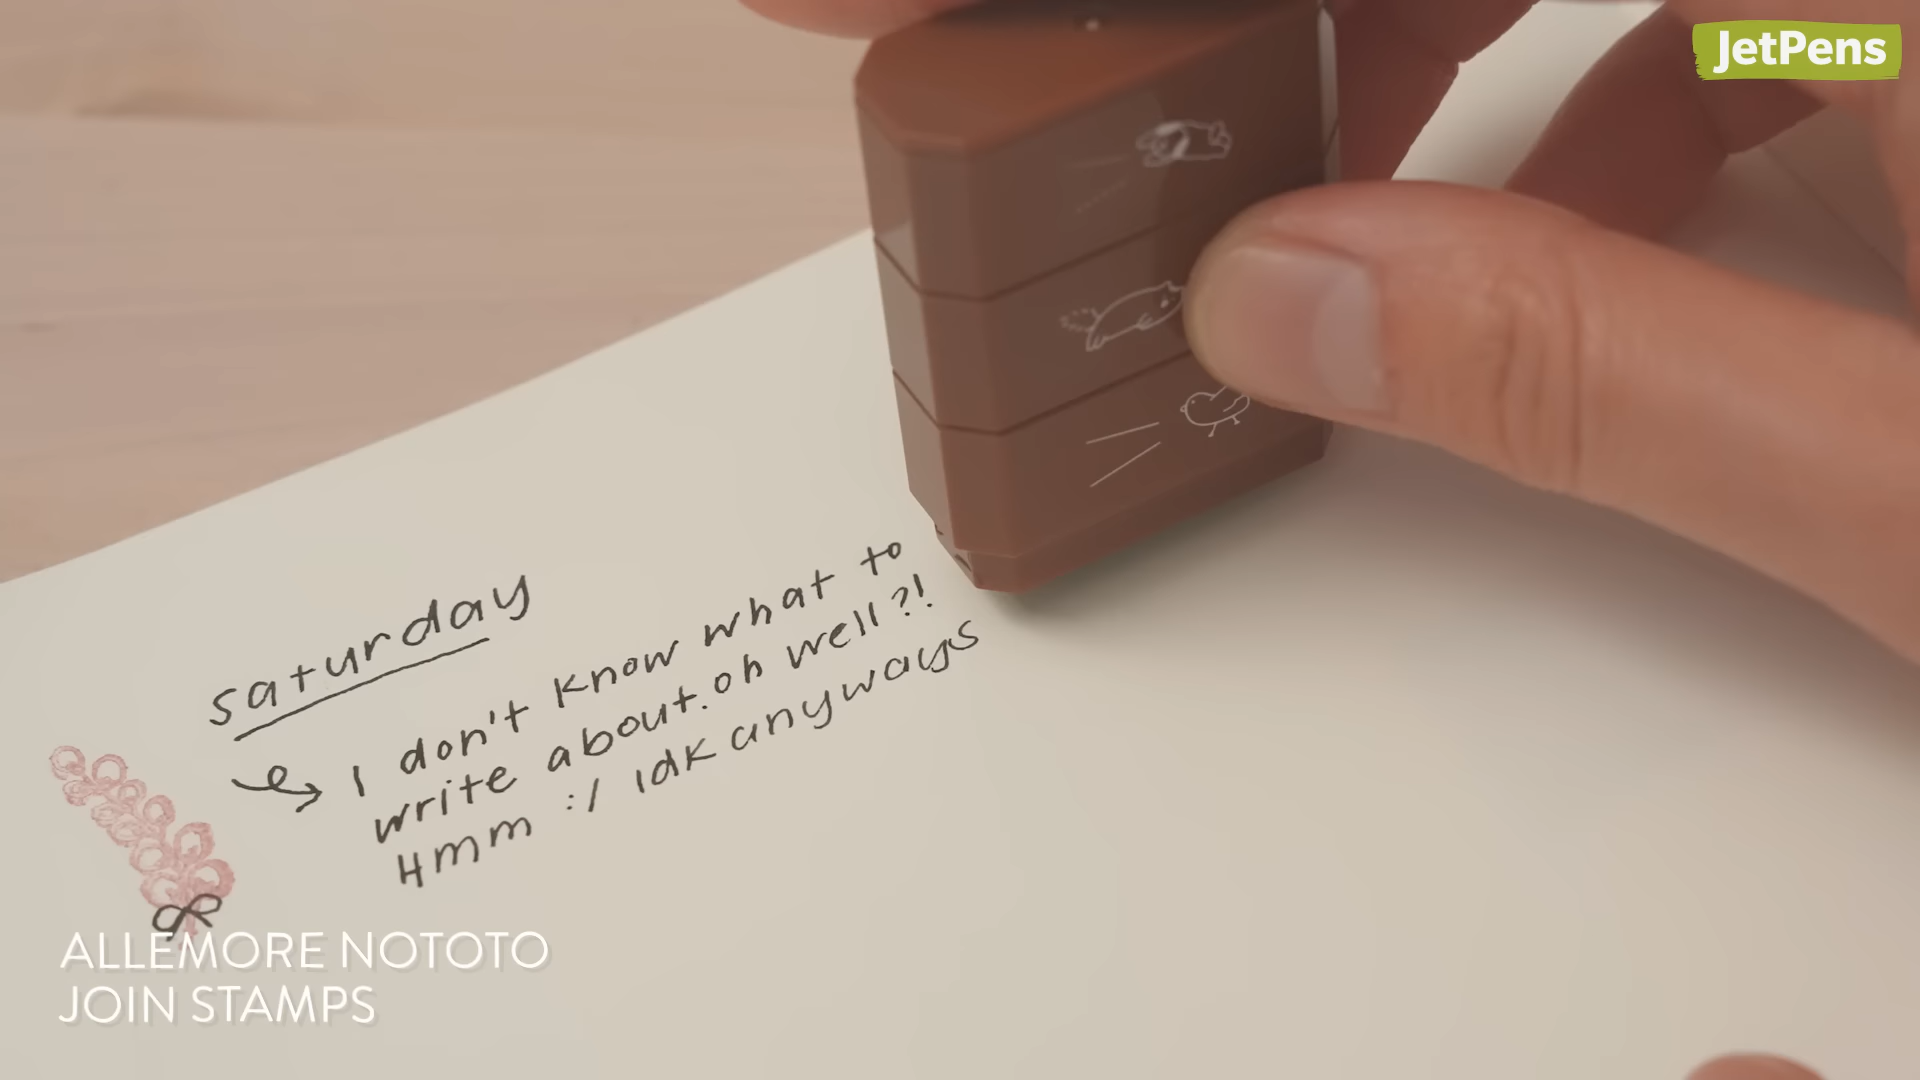 JetPens
saturday
I don't know what to
write about. oh well?!
Hmm :/ idk anyways
ALLEMORE NOTOTO
JOIN STAMPS